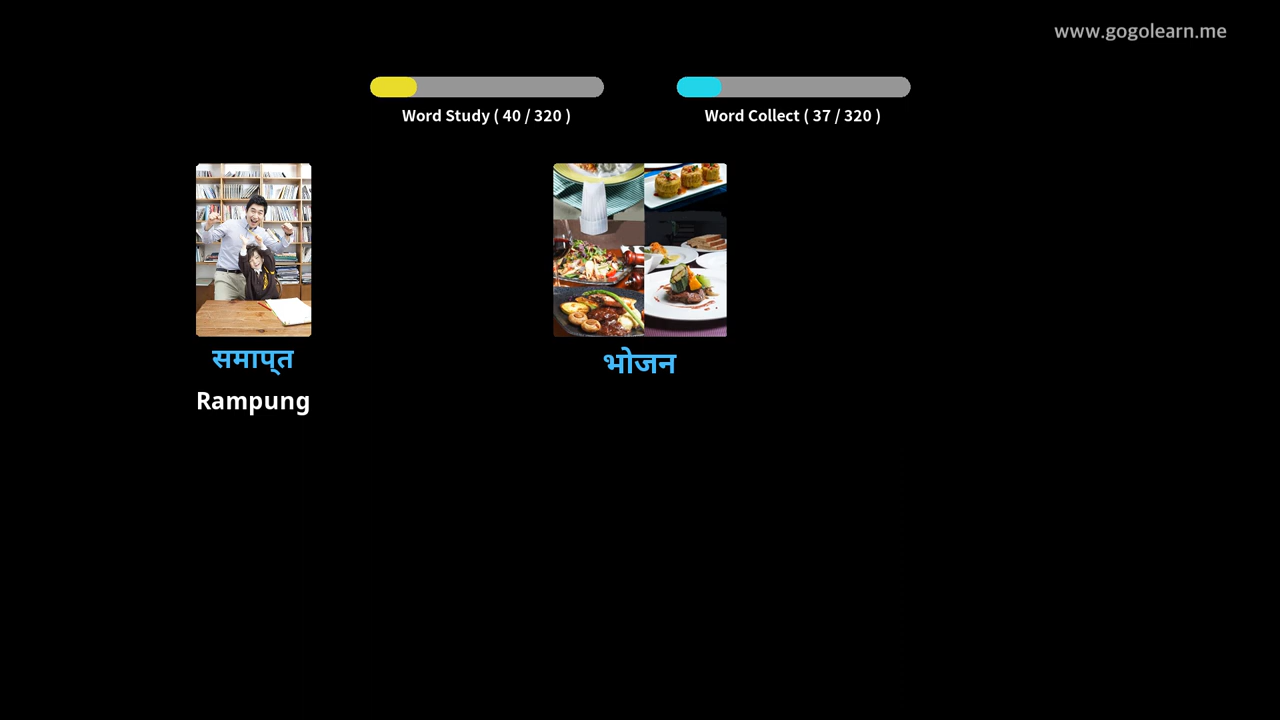 www.gogolearn.me
Word Study ( 40 / 320 )
Word Collect ( 37 / 320 )
समाप्त
Rampung
भोजन